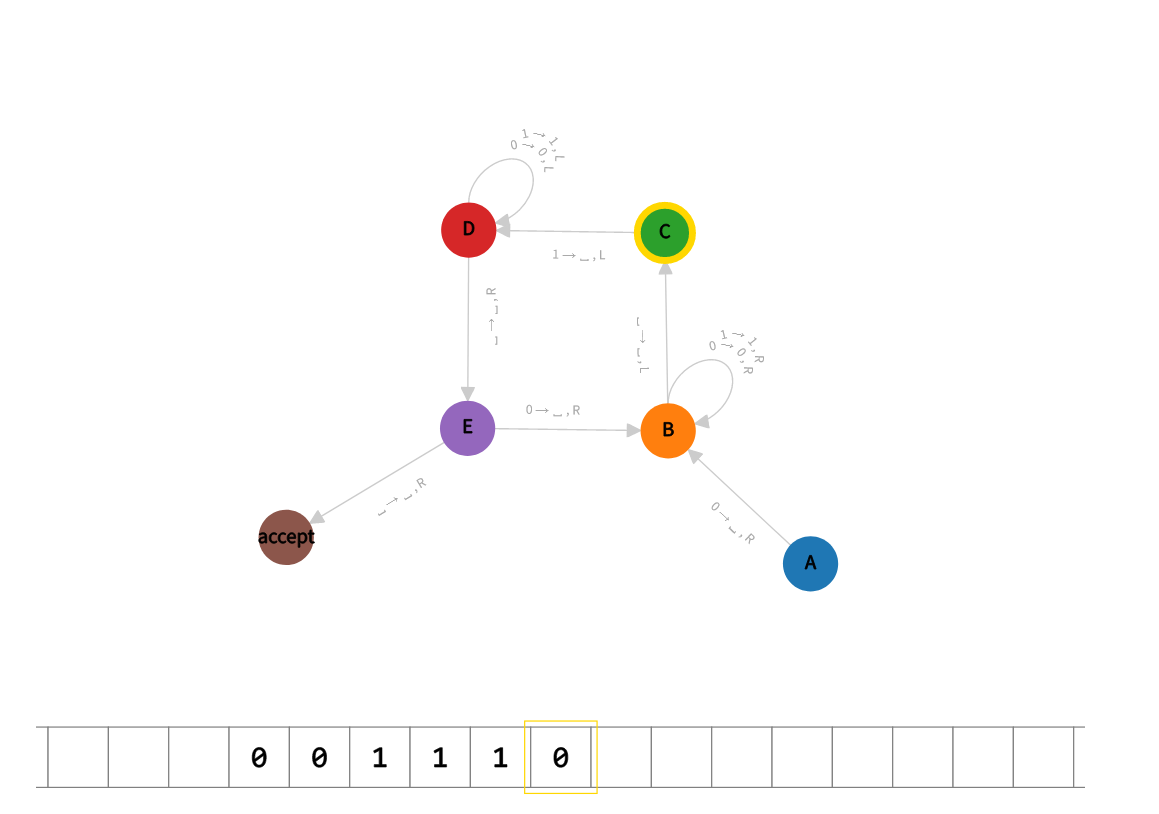 1→1,L
0→0,L
D
C
1→␣,L
␣→␣,R
␣→␣,L
1→1,R
0→0,R
E
0→␣,R
B
␣→␣,R
0→␣,R
accept
A
0 0 1 1 1 0